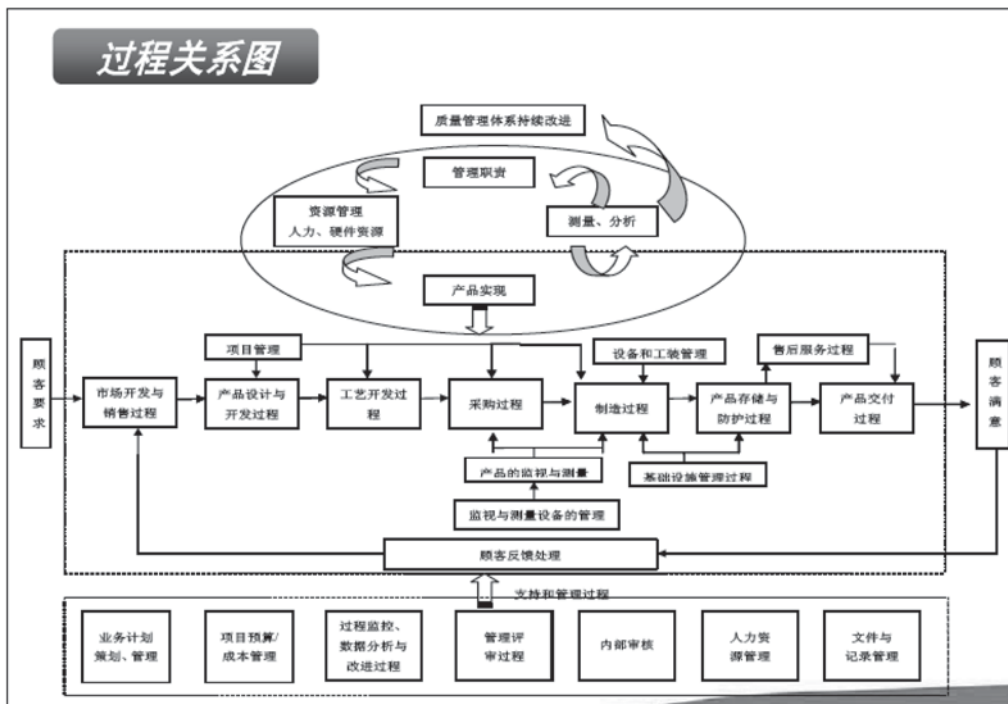 过程关系图
质量管理体系持续改进
管理职责
资源管理
人力、硬件资源
测量、分析
产品实现
顾客要求
项目管理
设备和工装管理
售后服务过程
顾客满意
市场开发与
销售过程
产品设计与
开发过程
工艺开发过
程
采购过程
制造过程
产品存储与
防护过程
产品交付
过程
产品的监视与测量
基础设施管理过程
监视与测量设备的管理
顾客反馈处理
支持和管理过程
业务计划
策划、管理
项目预算/
成本管理
过程监控、
数据分析与
改进过程
管理评
审过程
内部审核
人力资
源管理
文件与
记录管理